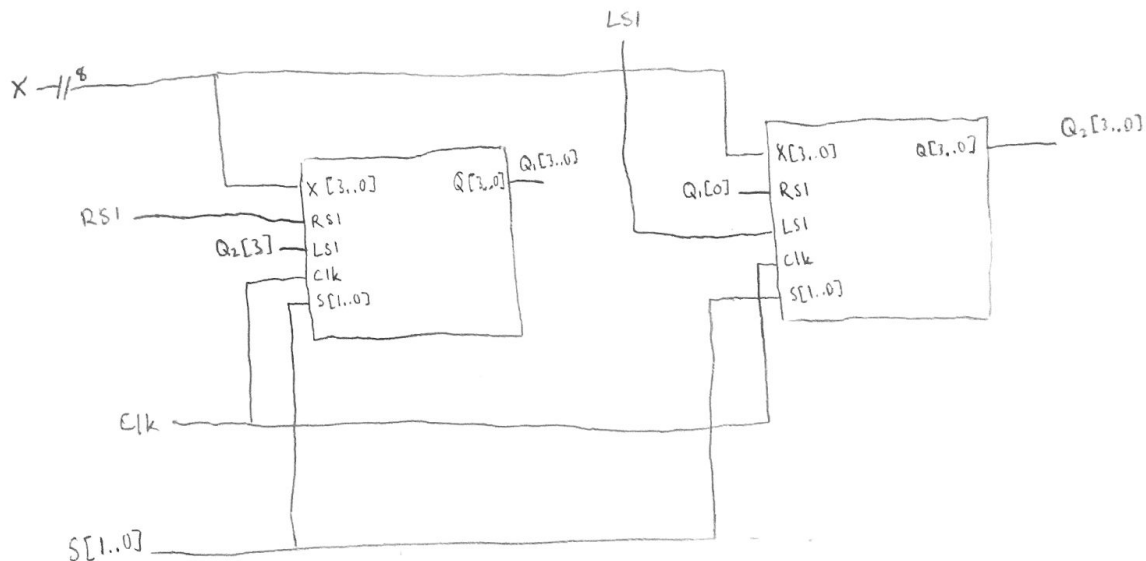 LSI
X 8
X[3..0] Q[3..0] Q₁[3..0]
RSI RSI
Q₂[3] LSI
Clk
S[1..0]
X[3..0] Q[3..0] Q₂[3..0]
Q₁[0] RSI
LSI
Clk
S[1..0]
Clk
S[1..0]